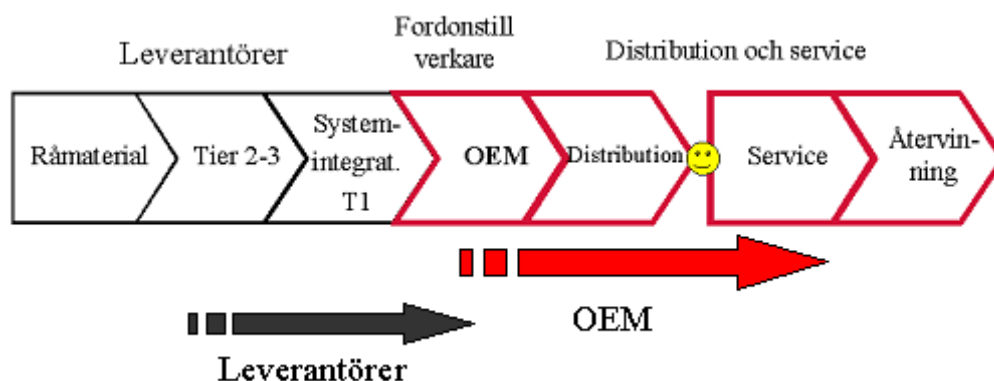 Leverantörer
Fordonstill
verkare
Distribution och service
Råmaterial
Tier 2-3
System-
integrat.
T1
OEM
Distribution
Service
Återvin-
ning
OEM
Leverantörer